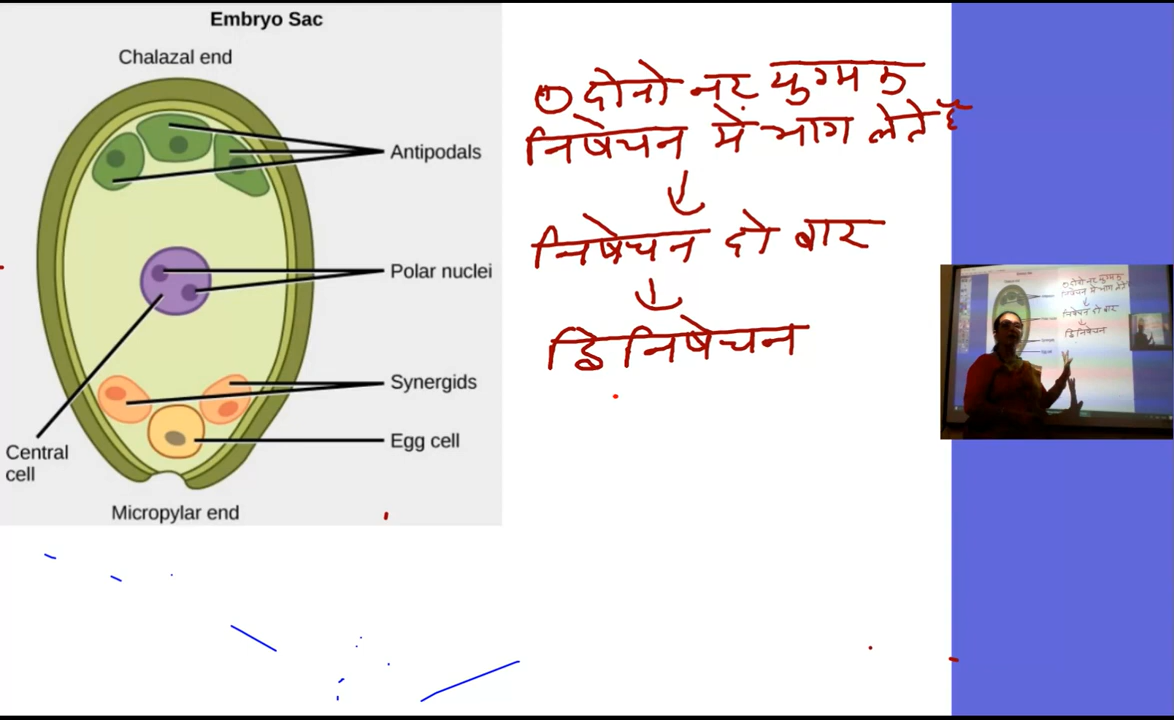 Embryo Sac
Chalazal end
Antipodals
Polar nuclei
Synergids
Egg cell
Central
cell
Micropylar end
① दोनो नर युग्मक
निषेचन में भाग लेते है
निषेचन दो बार
द्विनिषेचन